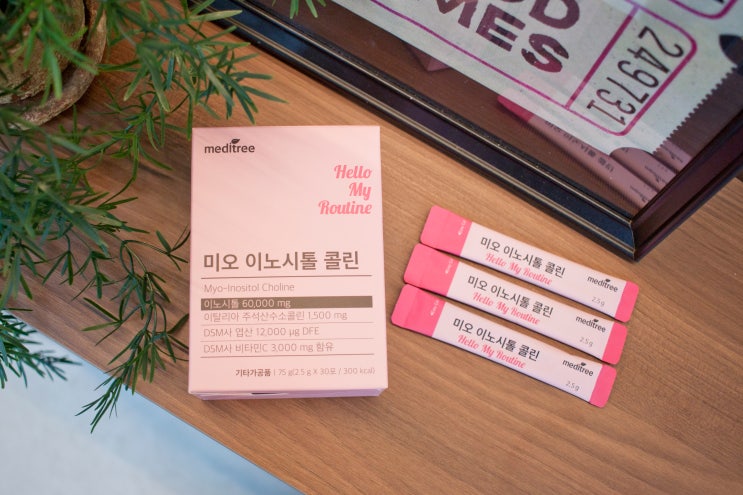 MES
249731
meditree
Hello
My
Routine
미오 이노시톨 콜린
Myo-Inositol Choline
이노시톨 60,000 mg
이탈리아 주석산수소콜린 1,500 mg
DSM사 엽산 12,000 μg DFE
DSM사 비타민C 3,000 mg 함유
기타가공품 | 75 g(2.5 g X 30포 / 300 kcal)
미오 이노시톨 콜린
Hello My Routine
meditree
2.5 g
미오 이노시톨 콜린
Hello My Routine
meditree
2.5 g
미오 이노시톨 콜린
Hello My Routine
meditree
2.5 g